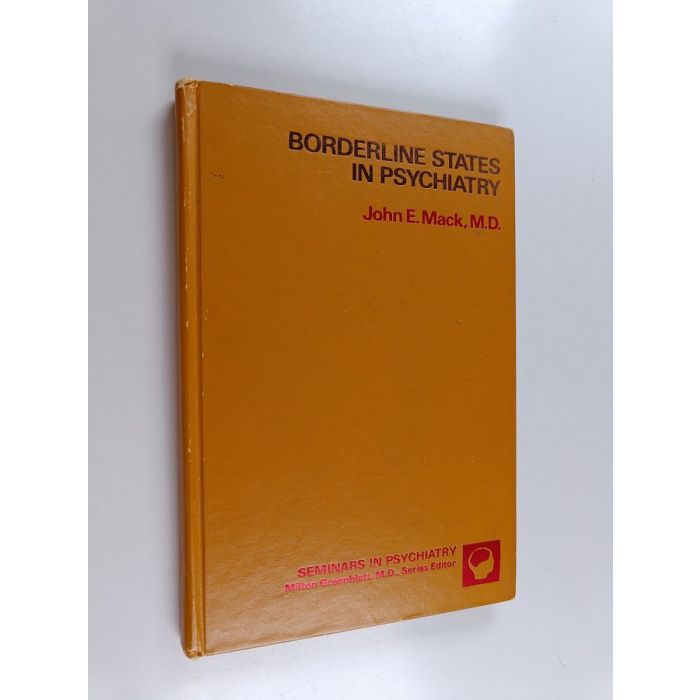 BORDERLINE STATES
IN PSYCHIATRY
John E. Mack, M.D.
SEMINARS IN PSYCHIATRY
Milton Greenblatt, M.D., Series Editor